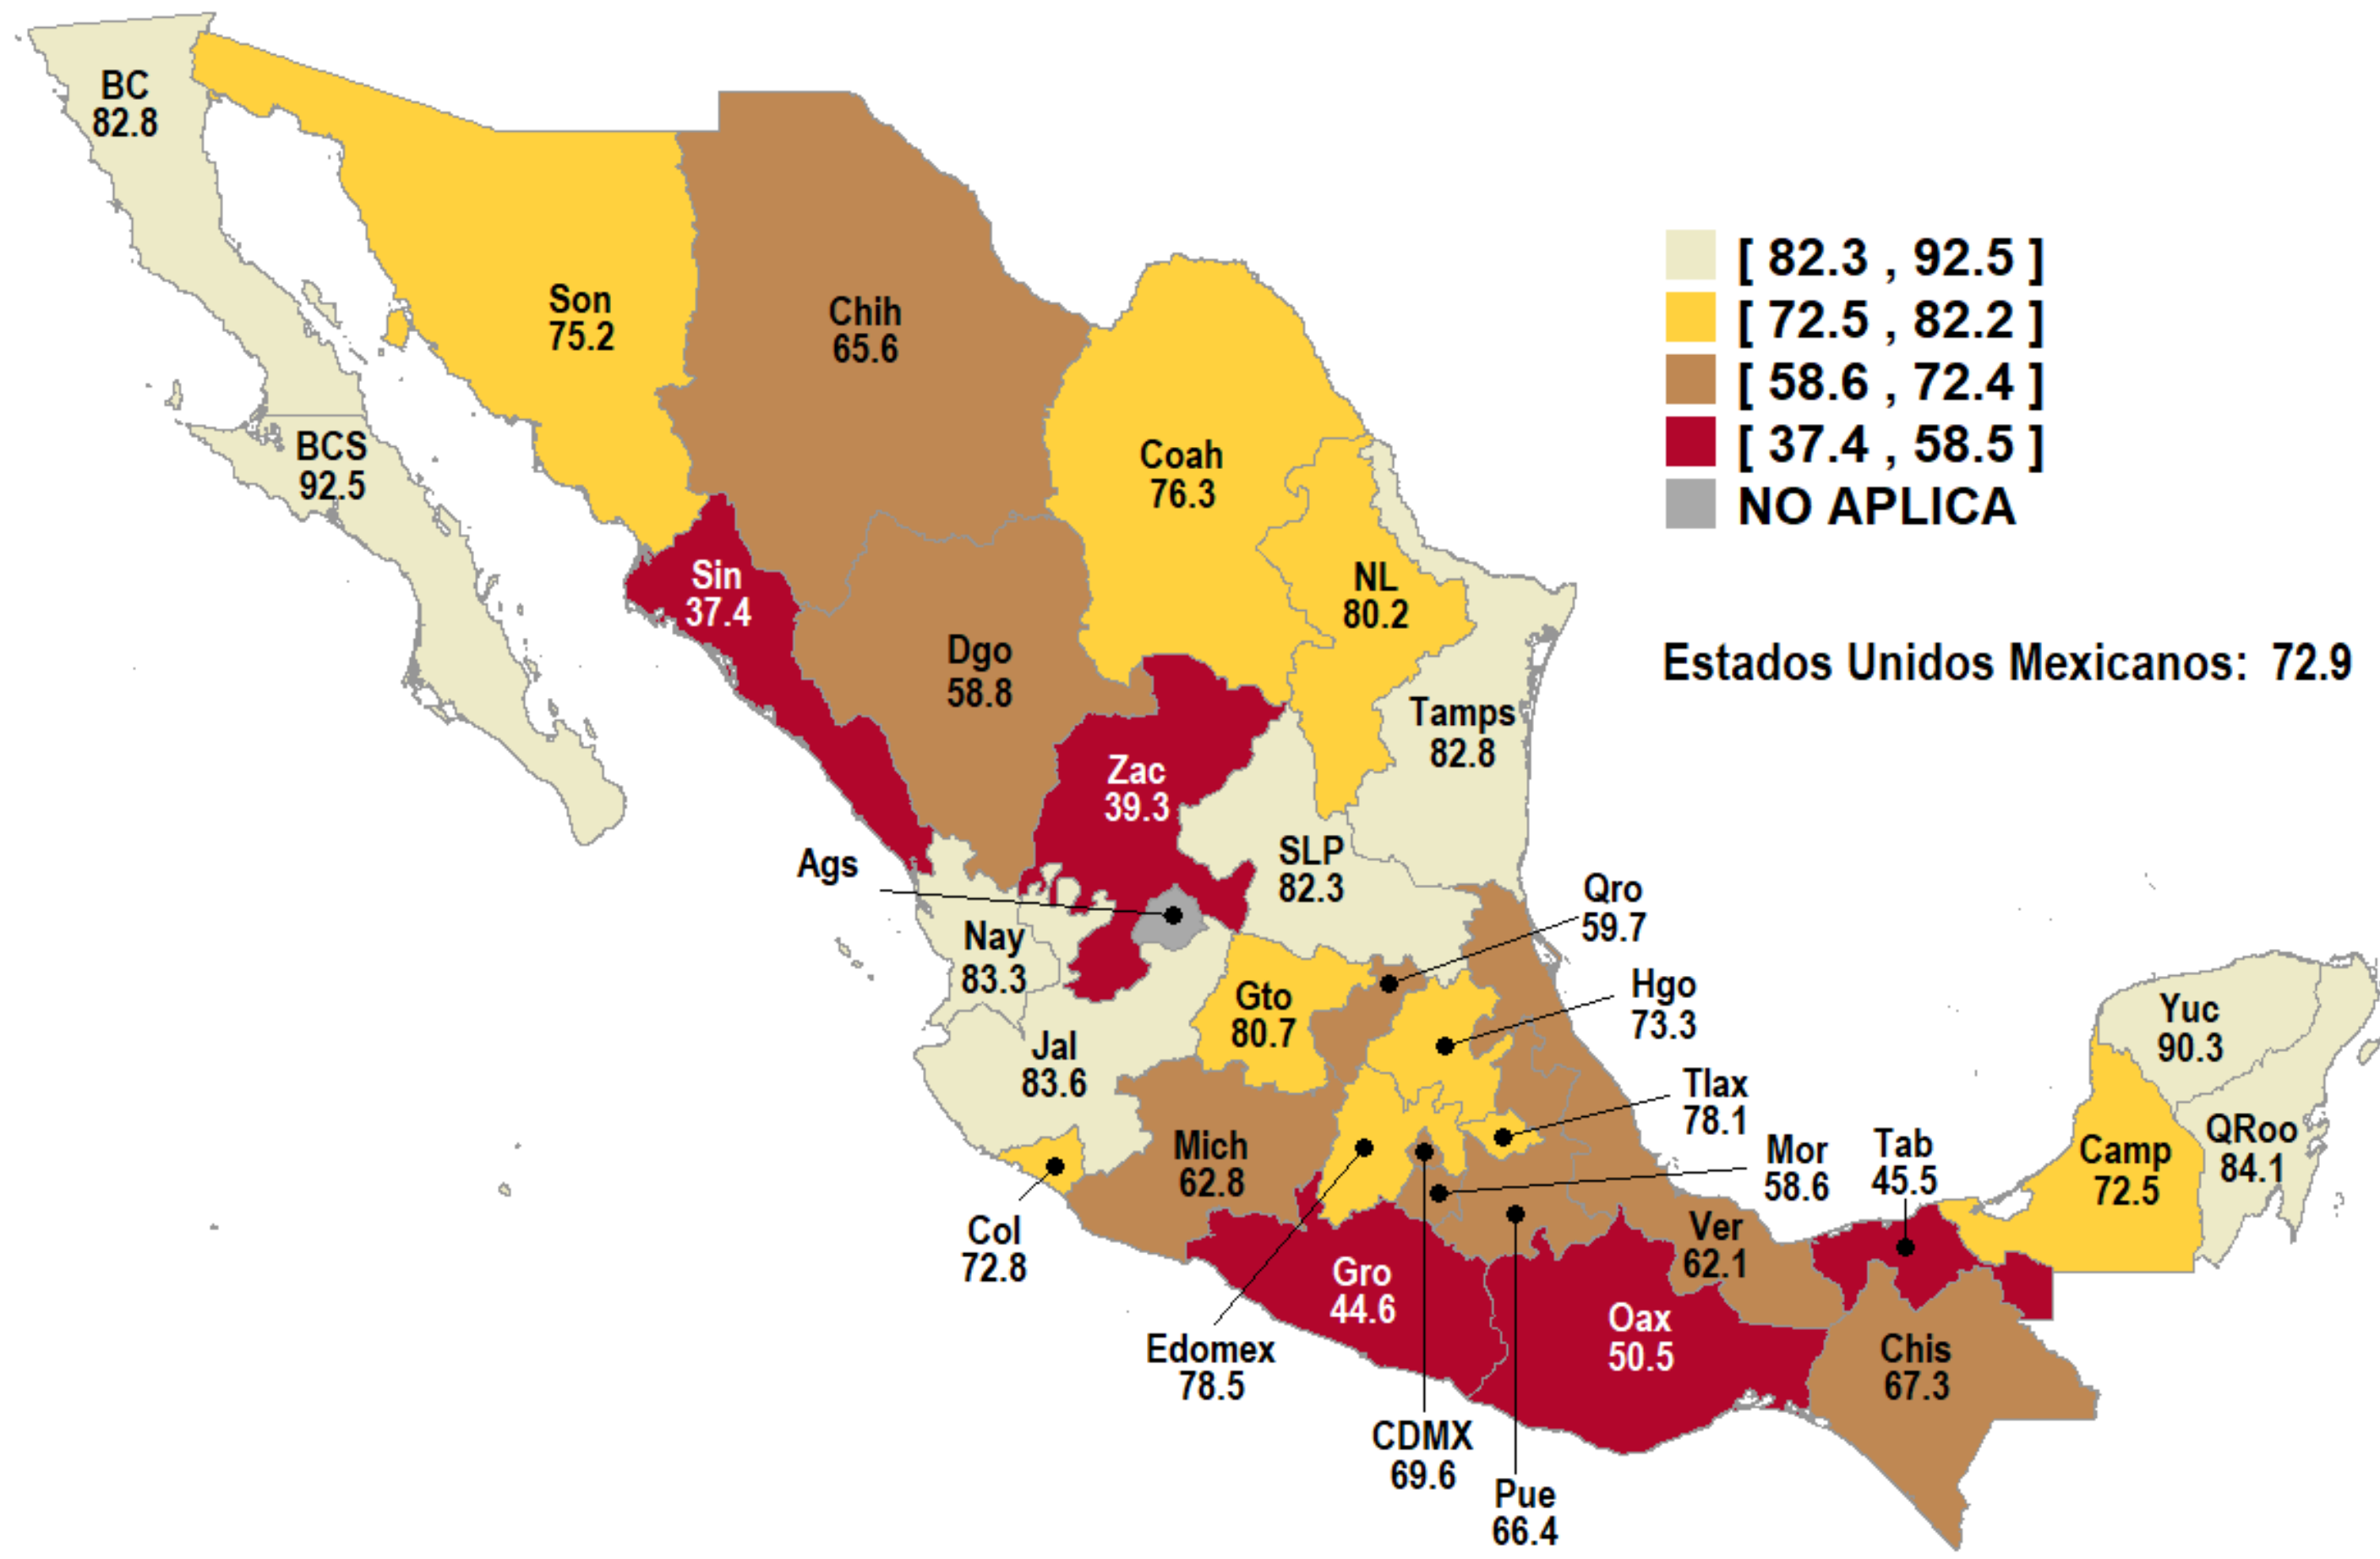 BC
82.8
Son
75.2
Chih
65.6
[ 82.3 , 92.5 ]
[ 72.5 , 82.2 ]
[ 58.6 , 72.4 ]
[ 37.4 , 58.5 ]
NO APLICA
BCS
92.5
Coah
76.3
Sin
37.4
NL
80.2
Estados Unidos Mexicanos: 72.9
Dgo
58.8
Tamps
82.8
Zac
39.3
SLP
82.3
Ags
Qro
59.7
Nay
83.3
Gto
80.7
Hgo
73.3
Yuc
90.3
Jal
83.6
Tlax
78.1
Mich
62.8
Mor
58.6
Tab
45.5
Camp
72.5
QRoo
84.1
Col
72.8
Gro
44.6
Ver
62.1
Oax
50.5
Edomex
78.5
Chis
67.3
CDMX
69.6
Pue
66.4